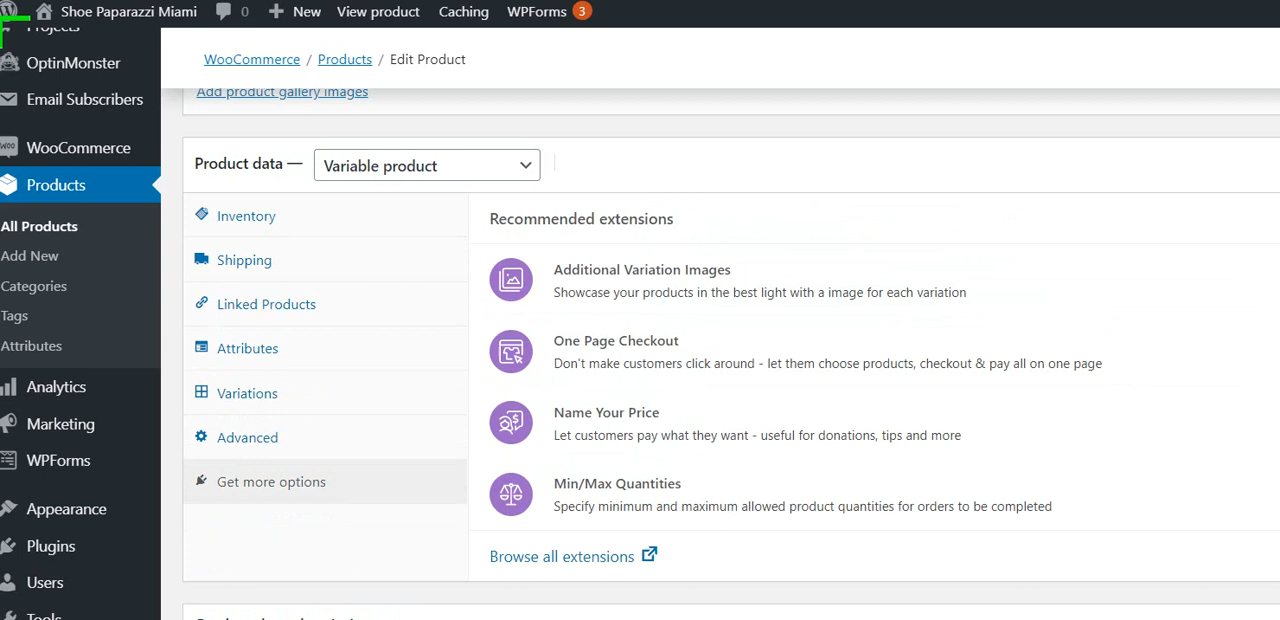 Shoe Paparazzi Miami 0 New View product Caching WPForms 3
Projects
OptinMonster
Email Subscribers
WooCommerce
Products
All Products
Add New
Categories
Tags
Attributes
Analytics
Marketing
WPForms
Appearance
Plugins
Users
Tools
WooCommerce / Products / Edit Product
Add product gallery images
Product data — Variable product
Inventory
Shipping
Linked Products
Attributes
Variations
Advanced
Get more options
Recommended extensions
Additional Variation Images
Showcase your products in the best light with a image for each variation
One Page Checkout
Don't make customers click around - let them choose products, checkout & pay all on one page
Name Your Price
Let customers pay what they want - useful for donations, tips and more
Min/Max Quantities
Specify minimum and maximum allowed product quantities for orders to be completed
Browse all extensions